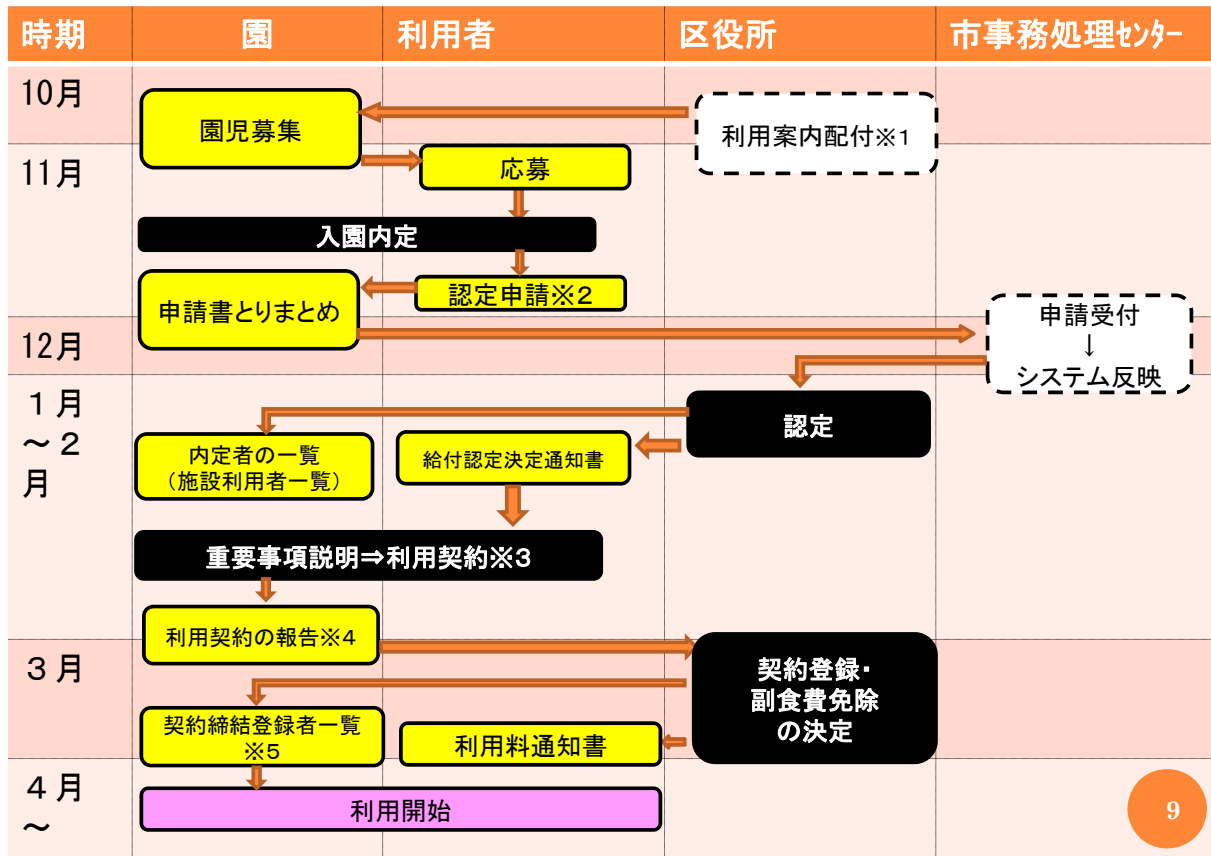 時期
園
利用者
区役所
市事務処理ｾﾝﾀｰ
10月
園児募集
利用案内配付※1
11月
応募
入園内定
認定申請※2
申請書とりまとめ
申請受付
↓
システム反映
12月
１月
～２
月
認定
内定者の一覧
（施設利用者一覧）
給付認定決定通知書
重要事項説明⇒利用契約※3
利用契約の報告※4
３月
契約登録・
副食費免除
の決定
契約締結登録者一覧
※5
利用料通知書
４月
～
利用開始
9